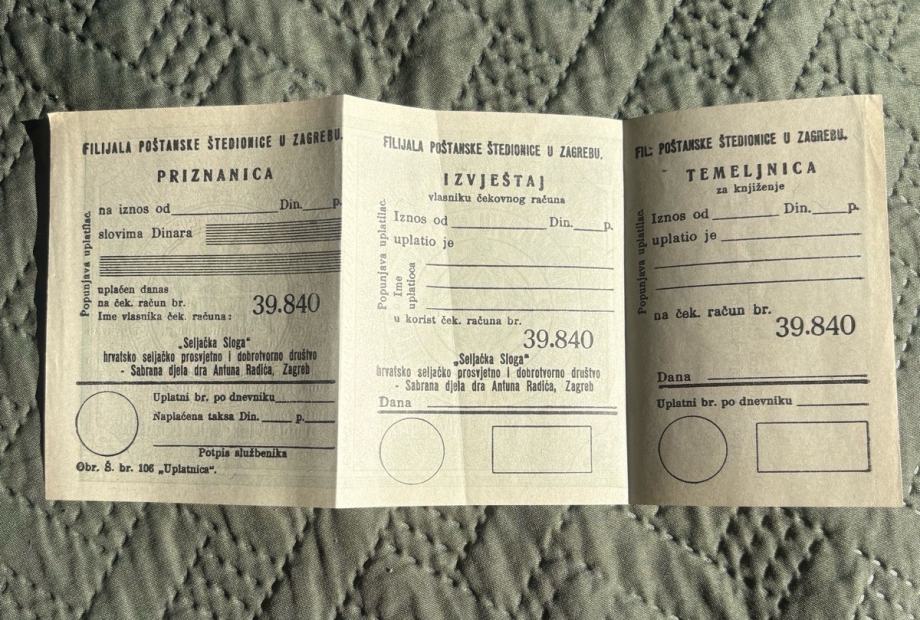 FILIJALA POŠTANSKE ŠTEDIONICE U ZAGREBU.
PRIZNANICA
na iznos od Din. p.
slovima Dinara
Popunjava uplatilac
uplaćen danas
na ček. račun br.
39.840
Ime vlasnika ček. računa:
„Seljačka Sloga“
hrvatsko seljačko prosvjetno i dobrotvorno društvo
- Sabrana djela dra Antuna Radića, Zagreb
Uplatni br. po dnevniku
Naplaćena taksa Din. p.
Potpis službenika
Obr. Š. br. 106 „Uplatnica“.
FILIJALA POŠTANSKE ŠTEDIONICE U ZAGREBU.
IZVJEŠTAJ
vlasniku čekovnog računa
Iznos od Din. p.
uplatio je
Popunjava uplatilac
Ime
uplatioca
u korist ček. računa br.
39.840
„Seljačka Sloga“
hrvatsko seljačko prosvjetno i dobrotvorno društvo
- Sabrana djela dra Antuna Radića, Zagreb
Dana
FIL: POŠTANSKE ŠTEDIONICE U ZAGREBU.
TEMELJNICA
za knjiženje
Iznos od Din. p.
uplatio je
Popunjava uplatilac
na ček. račun br.
39.840
Dana
Uplatni br. po dnevniku